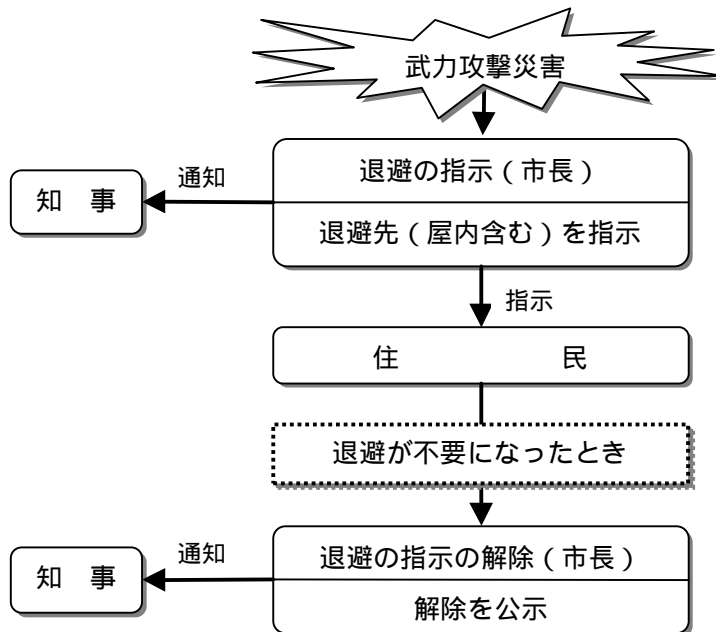 武力攻撃災害
退避の指示（市長）
通知
知　事
退避先（屋内含む）を指示
指示
住　民
退避が不要になったとき
退避の指示の解除（市長）
通知
知　事
解除を公示